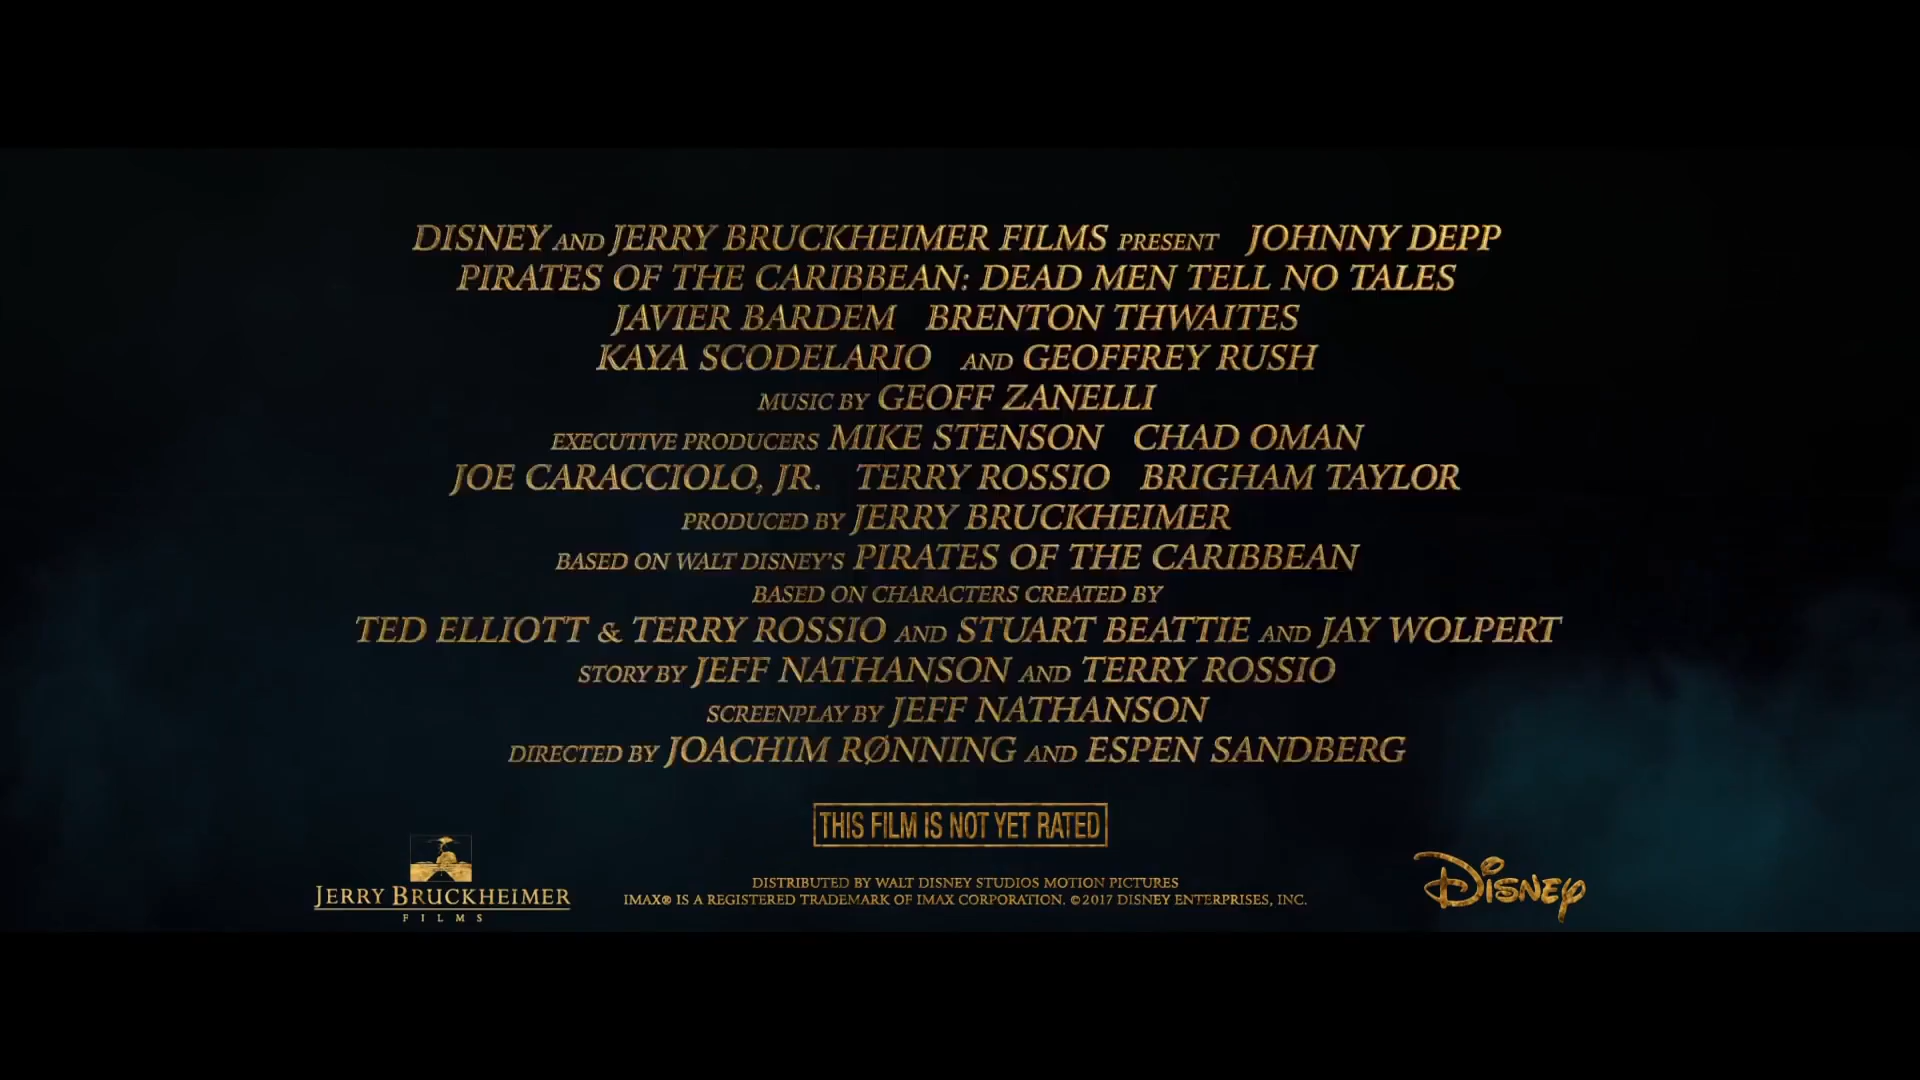 DISNEY AND JERRY BRUCKHEIMER FILMS PRESENT JOHNNY DEPP
PIRATES OF THE CARIBBEAN: DEAD MEN TELL NO TALES
JAVIER BARDEM BRENTON THWAITES
KAYA SCODELARIO AND GEOFFREY RUSH
MUSIC BY GEOFF ZANELLI
EXECUTIVE PRODUCERS MIKE STENSON CHAD OMAN
JOE CARACCIOLO, JR. TERRY ROSSIO BRIGHAM TAYLOR
PRODUCED BY JERRY BRUCKHEIMER
BASED ON WALT DISNEY'S PIRATES OF THE CARIBBEAN
BASED ON CHARACTERS CREATED BY
TED ELLIOTT & TERRY ROSSIO AND STUART BEATTIE AND JAY WOLPERT
STORY BY JEFF NATHANSON AND TERRY ROSSIO
SCREENPLAY BY JEFF NATHANSON
DIRECTED BY JOACHIM RØNNING AND ESPEN SANDBERG
THIS FILM IS NOT YET RATED
JERRY BRUCKHEIMER
FILMS
DISTRIBUTED BY WALT DISNEY STUDIOS MOTION PICTURES
IMAX® IS A REGISTERED TRADEMARK OF IMAX CORPORATION. ©2017 DISNEY ENTERPRISES, INC.
DISNEY